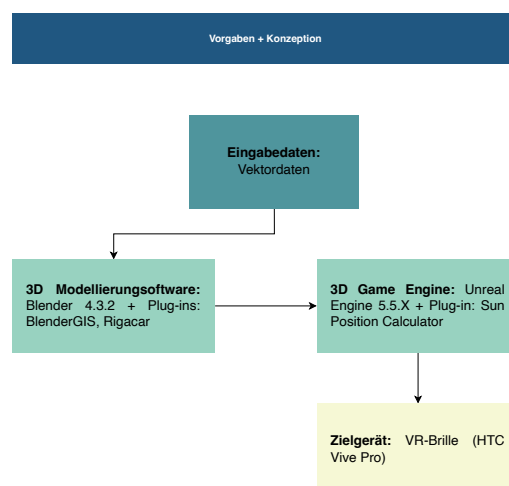 Vorgaben + Konzeption
Eingabedaten:
Vektordaten
3D Modellierungsoftware:
Blender 4.3.2 + Plug-ins:
BlenderGIS, Rigacar
3D Game Engine: Unreal
Engine 5.5.X + Plug-in: Sun
Position Calculator
Zielgerät: VR-Brille (HTC
Vive Pro)